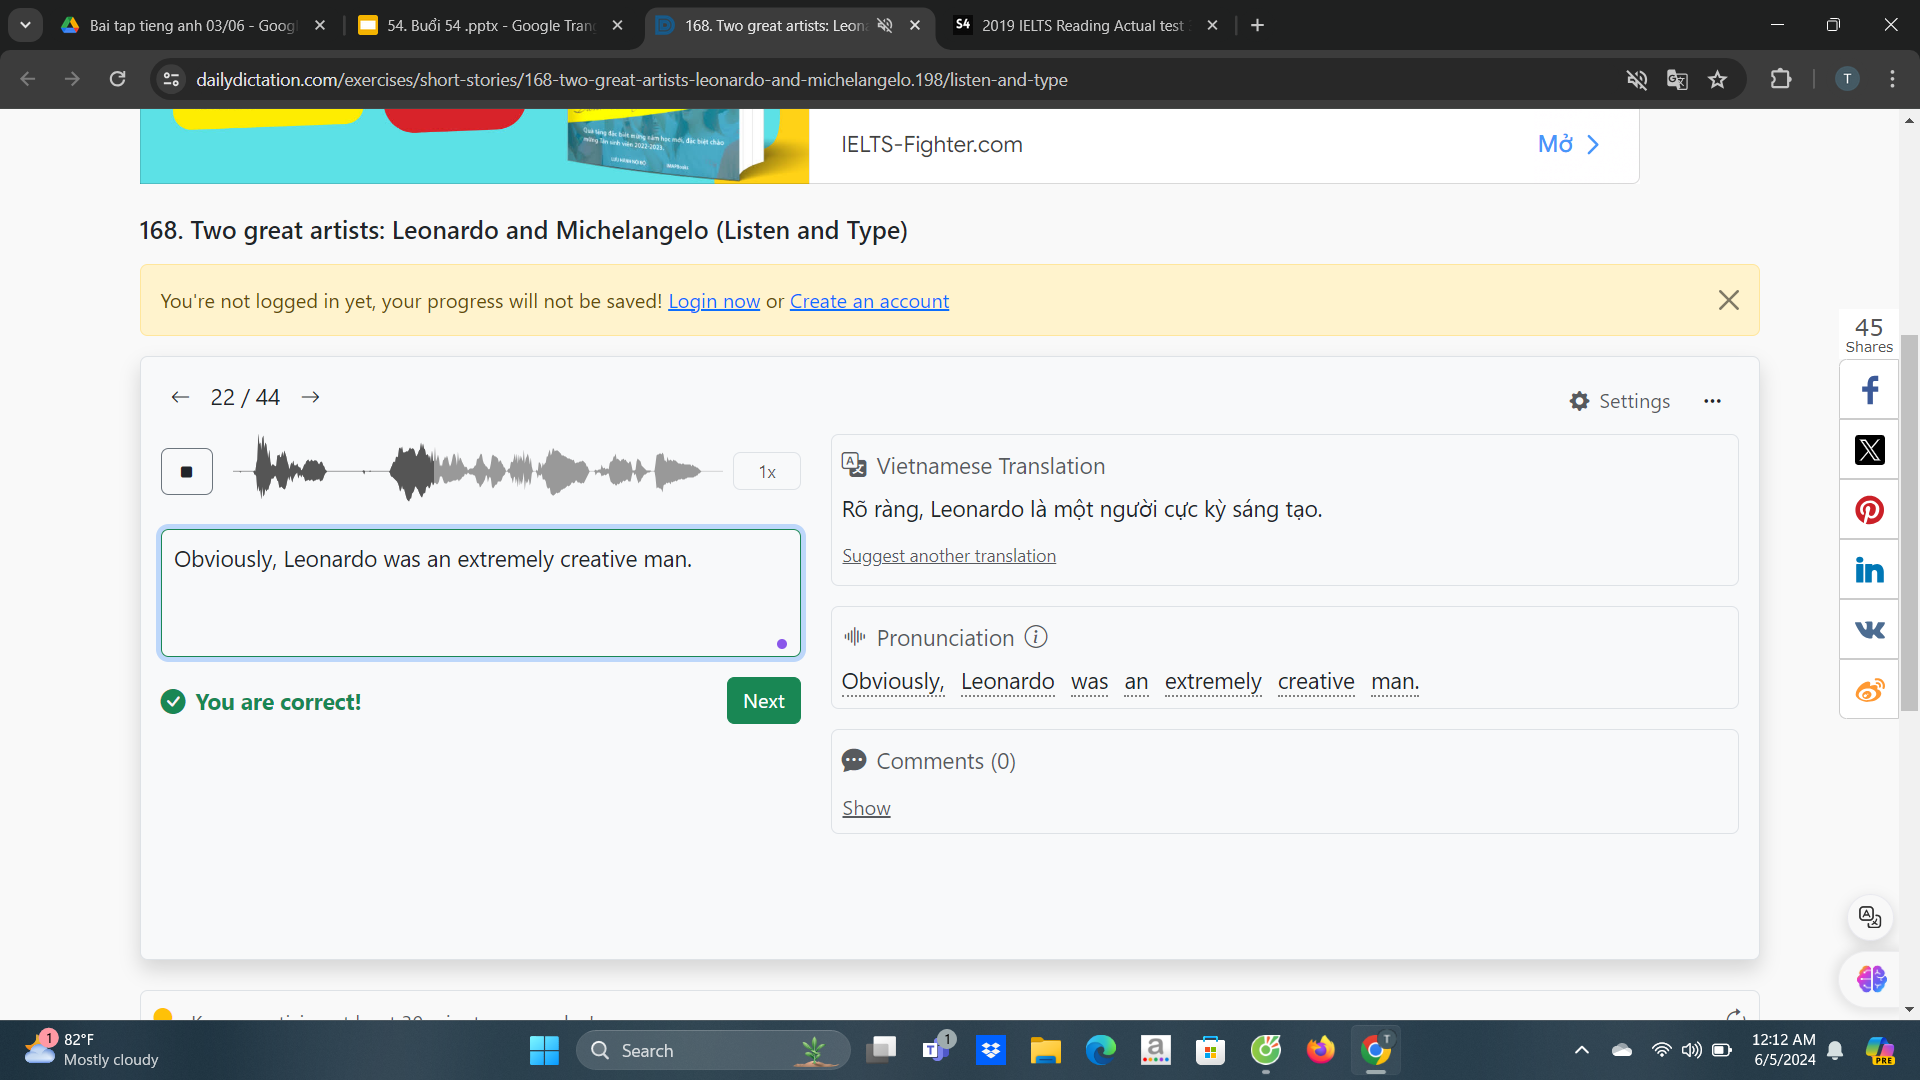 Bai tap tieng anh 03/06 - Goog
54. Buổi 54 .pptx - Google Tran
168. Two great artists: Leon
S4 2019 IELTS Reading Actual test
dailydictation.com/exercises/short-stories/168-two-great-artists-leonardo-and-michelangelo.198/listen-and-type
T
IELTS-Fighter.com
Mở
168. Two great artists: Leonardo and Michelangelo (Listen and Type)
You're not logged in yet, your progress will not be saved! Login now or Create an account
45
Shares
22 / 44
Settings
1x
Obviously, Leonardo was an extremely creative man.
You are correct!
Next
Vietnamese Translation
Rõ ràng, Leonardo là một người cực kỳ sáng tạo.
Suggest another translation
Pronunciation
Obviously, Leonardo was an extremely creative man.
Comments (0)
Show
1
82°F
Mostly cloudy
Search
1
12:12 AM
6/5/2024
PRE